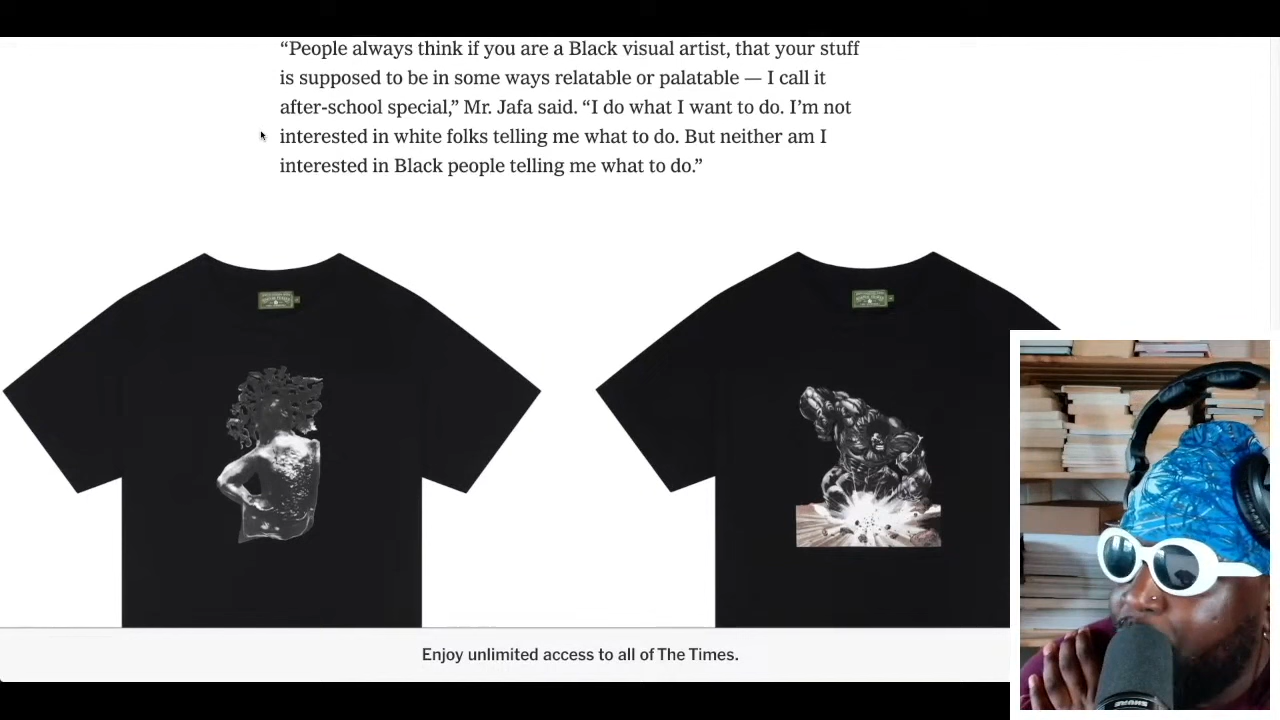 “People always think if you are a Black visual artist, that your stuff
is supposed to be in some ways relatable or palatable — I call it
after-school special,” Mr. Jafa said. “I do what I want to do. I’m not
interested in white folks telling me what to do. But neither am I
interested in Black people telling me what to do.”
Enjoy unlimited access to all of The Times.
SHURE